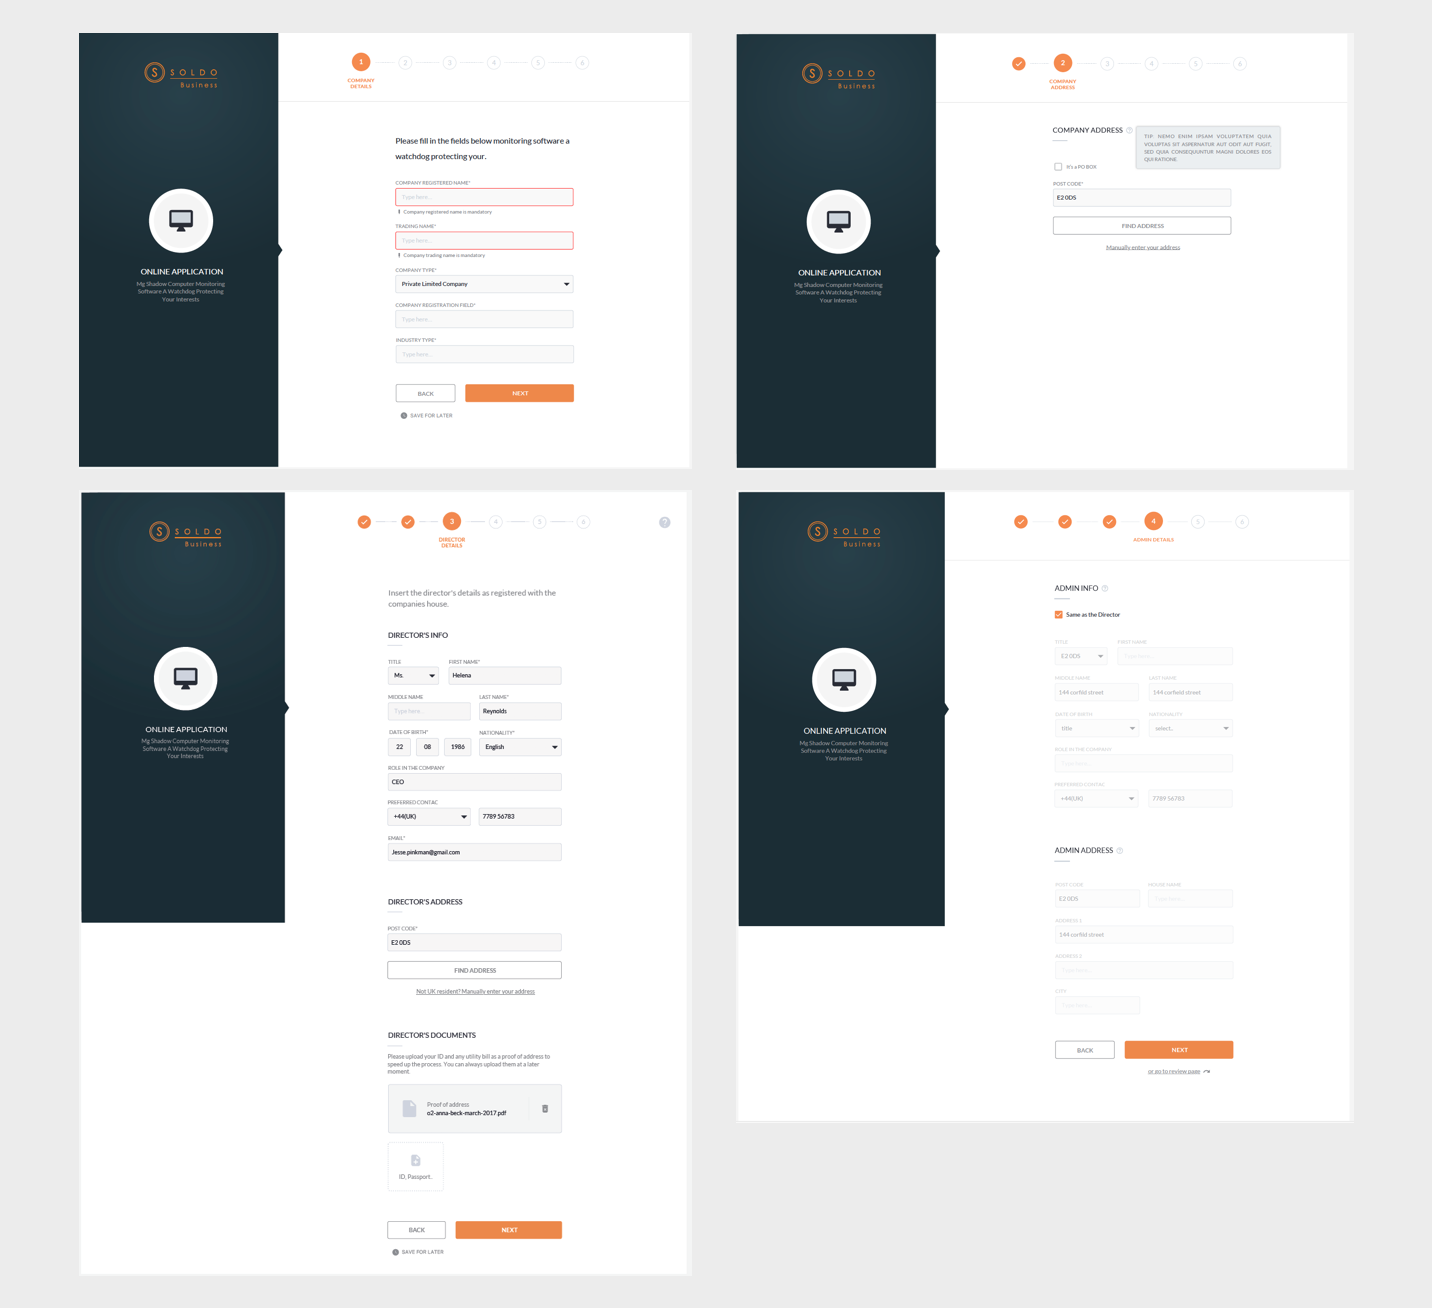 SOLDO
Business
ONLINE APPLICATION
Mg Shadow Computer Monitoring
Software A Watchdog Protecting
Your Interests
1
2
3
4
5
6
COMPANY
DETAILS
Please fill in the fields below monitoring software a
watchdog protecting your.
COMPANY REGISTERED NAME*
Type here...
Company registered name is mandatory
TRADING NAME*
Type here...
Company trading name is mandatory
COMPANY TYPE*
Private Limited Company
COMPANY REGISTRATION FIELD*
Type here...
INDUSTRY TYPE*
Type here...
BACK
NEXT
SAVE FOR LATER
SOLDO
Business
ONLINE APPLICATION
Mg Shadow Computer Monitoring
Software A Watchdog Protecting
Your Interests
2
3
4
5
6
COMPANY
ADDRESS
COMPANY ADDRESS
TIP NEMO ENIM IPSAM VOLUPTATEM QUIA
VOLUPTAS SIT ASPERNATUR AUT ODIT AUT FUGIT,
SED QUIA CONSEQUUNTUR MAGNI DOLORES EOS
QUI RATIONE.
It's a PO BOX
POST CODE*
E2 0DS
FIND ADDRESS
Manually enter your address
SOLDO
Business
ONLINE APPLICATION
Mg Shadow Computer Monitoring
Software A Watchdog Protecting
Your Interests
3
4
5
6
?
DIRECTOR
DETAILS
Insert the director's details as registered with the
companies house.
DIRECTOR'S INFO
TITLE
FIRST NAME*
Ms.
Helena
MIDDLE NAME
LAST NAME*
Type here...
Reynolds
DATE OF BIRTH*
NATIONALITY*
22
08
1986
English
ROLE IN THE COMPANY
CEO
PREFERRED CONTAC
+44(UK)
7789 56783
EMAIL*
Jesse.pinkman@gmail.com
DIRECTOR'S ADDRESS
POST CODE*
E2 0DS
FIND ADDRESS
Not UK resident? Manually enter your address
DIRECTOR'S DOCUMENTS
Please upload your ID and any utility bill as a proof of address to
speed up the process. You can always upload them at a later
moment.
Proof of address
o2-anna-beck-march-2017.pdf
ID, Passport.
BACK
NEXT
SAVE FOR LATER
SOLDO
Business
ONLINE APPLICATION
Mg Shadow Computer Monitoring
Software A Watchdog Protecting
Your Interests
4
5
6
ADMIN DETAILS
ADMIN INFO
Same as the Director
TITLE
FIRST NAME
E2 0DS
Type here...
MIDDLE NAME
LAST NAME
144 corfild street
144 corfield street
DATE OF BIRTH
NATIONALITY
title
select..
ROLE IN THE COMPANY
Type here...
PREFERRED CONTAC
+44(UK)
7789 56783
ADMIN ADDRESS
POST CODE
HOUSE NAME
E2 0DS
Type here...
ADDRESS 1
144 corfild street
ADDRESS 2
Type here...
CITY
Type here...
BACK
NEXT
or go to review page